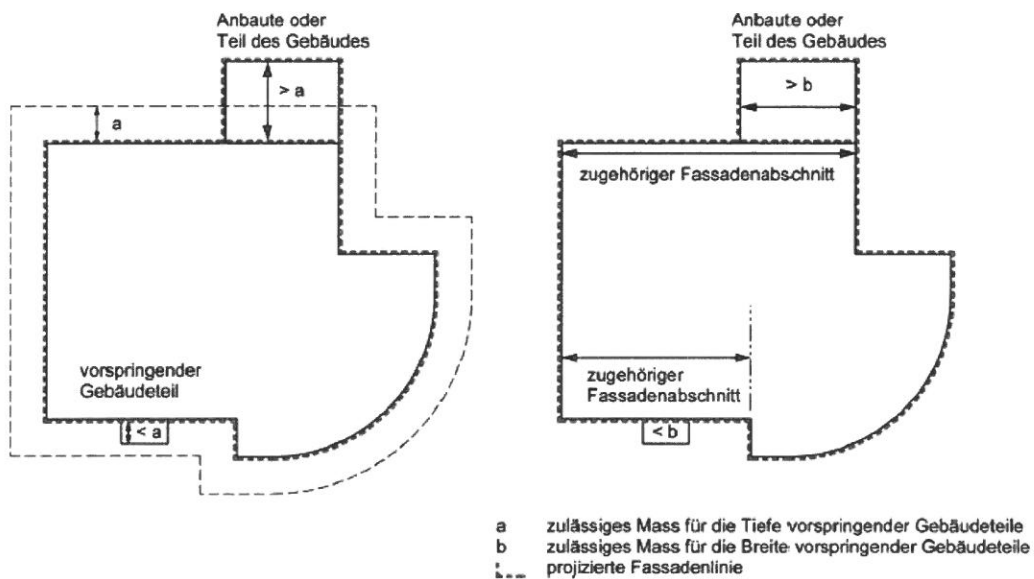 Anbaute oder
Teil des Gebäudes
> a
a
vorspringender
Gebäudeteil
< a
Anbaute oder
Teil des Gebäudes
> b
zugehöriger Fassadenabschnitt
zugehöriger
Fassadenabschnitt
< b
a zulässiges Mass für die Tiefe vorspringender Gebäudeteile
b zulässiges Mass für die Breite vorspringender Gebäudeteile
projizierte Fassadenlinie